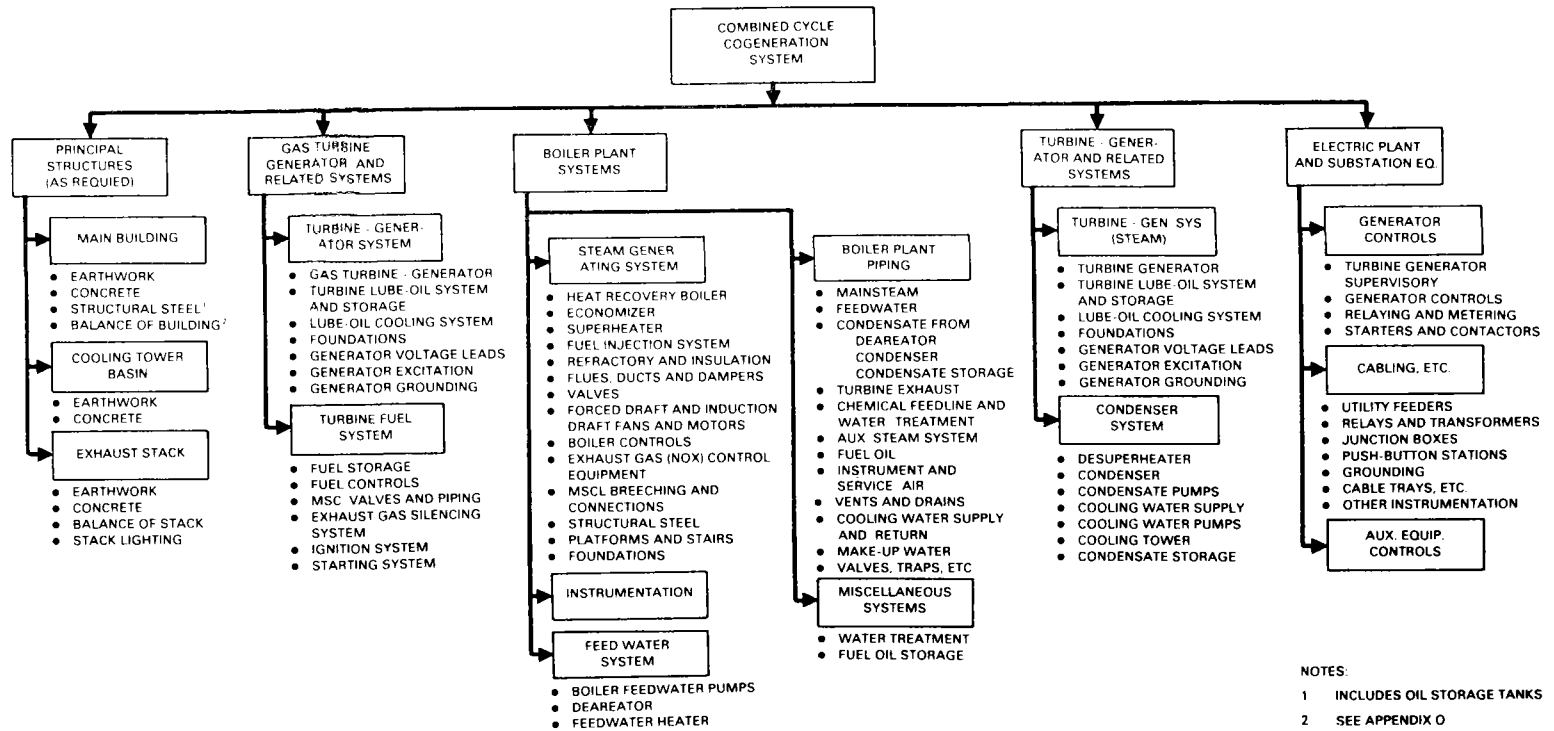 COMBINED CYCLE
COGENERATION
SYSTEM
PRINCIPAL
STRUCTURES
(AS REQUIED)
MAIN BUILDING
• EARTHWORK
• CONCRETE
• STRUCTURAL STEEL¹
• BALANCE OF BUILDING²
COOLING TOWER
BASIN
• EARTHWORK
• CONCRETE
EXHAUST STACK
• EARTHWORK
• CONCRETE
• BALANCE OF STACK
• STACK LIGHTING
GAS TURBINE
GENERATOR AND
RELATED SYSTEMS
TURBINE - GENER-
ATOR SYSTEM
• GAS TURBINE - GENERATOR
• TURBINE LUBE-OIL SYSTEM
AND STORAGE
• LUBE-OIL COOLING SYSTEM
• FOUNDATIONS
• GENERATOR VOLTAGE LEADS
• GENERATOR EXCITATION
• GENERATOR GROUNDING
TURBINE FUEL
SYSTEM
• FUEL STORAGE
• FUEL CONTROLS
• MSC VALVES AND PIPING
• EXHAUST GAS SILENCING
SYSTEM
• IGNITION SYSTEM
• STARTING SYSTEM
BOILER PLANT
SYSTEMS
STEAM GENER
ATING SYSTEM
• HEAT RECOVERY BOILER
• ECONOMIZER
• SUPERHEATER
• FUEL INJECTION SYSTEM
• REFRACTORY AND INSULATION
• FLUES, DUCTS AND DAMPERS
• VALVES
• FORCED DRAFT AND INDUCTION
DRAFT FANS AND MOTORS
• BOILER CONTROLS
• EXHAUST GAS (NOX) CONTROL
EQUIPMENT
• MSCL BREECHING AND
CONNECTIONS
• STRUCTURAL STEEL
• PLATFORMS AND STAIRS
• FOUNDATIONS
INSTRUMENTATION
FEED WATER
SYSTEM
• BOILER FEEDWATER PUMPS
• DEAREATOR
• FEEDWATER HEATER
BOILER PLANT
PIPING
• MAINSTEAM
• FEEDWATER
• CONDENSATE FROM
DEAREATOR
CONDENSER
CONDENSATE STORAGE
• TURBINE EXHAUST
• CHEMICAL FEEDLINE AND
WATER TREATMENT
• AUX STEAM SYSTEM
• FUEL OIL
• INSTRUMENT AND
SERVICE AIR
• VENTS AND DRAINS
• COOLING WATER SUPPLY
AND RETURN
• MAKE-UP WATER
• VALVES, TRAPS, ETC
MISCELLANEOUS
SYSTEMS
• WATER TREATMENT
• FUEL OIL STORAGE
TURBINE - GENER-
ATOR AND RELATED
SYSTEMS
TURBINE - GEN SYS
(STEAM)
• TURBINE GENERATOR
• TURBINE LUBE-OIL SYSTEM
AND STORAGE
• LUBE-OIL COOLING SYSTEM
• FOUNDATIONS
• GENERATOR VOLTAGE LEADS
• GENERATOR EXCITATION
• GENERATOR GROUNDING
CONDENSER
SYSTEM
• DESUPERHEATER
• CONDENSER
• CONDENSATE PUMPS
• COOLING WATER SUPPLY
• COOLING WATER PUMPS
• COOLING TOWER
• CONDENSATE STORAGE
ELECTRIC PLANT
AND SUBSTATION EQ.
GENERATOR
CONTROLS
• TURBINE GENERATOR
SUPERVISORY
• GENERATOR CONTROLS
• RELAYING AND METERING
• STARTERS AND CONTACTORS
CABLING, ETC.
• UTILITY FEEDERS
• RELAYS AND TRANSFORMERS
• JUNCTION BOXES
• PUSH-BUTTON STATIONS
• GROUNDING
• CABLE TRAYS, ETC.
• OTHER INSTRUMENTATION
AUX. EQUIP.
CONTROLS
NOTES:
1 INCLUDES OIL STORAGE TANKS
2 SEE APPENDIX O